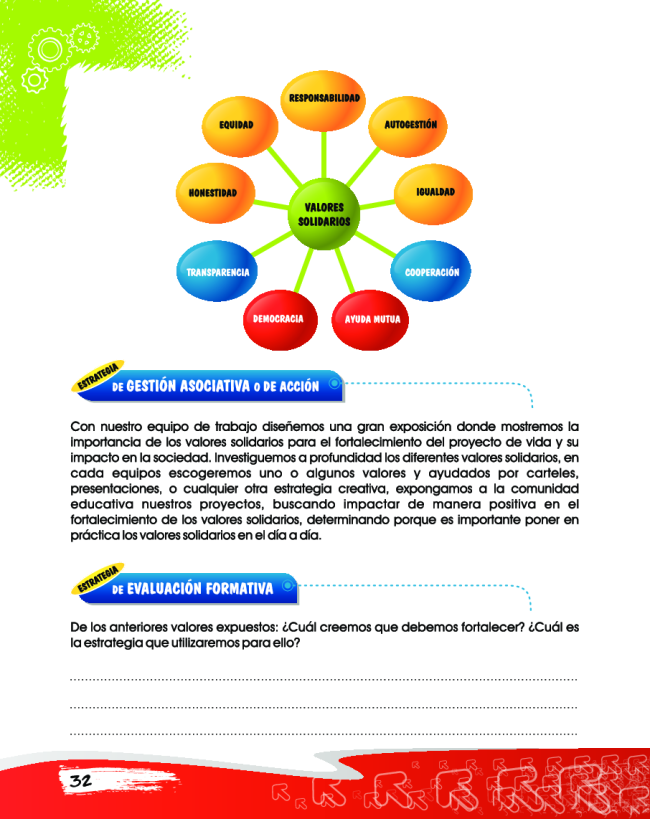 RESPONSABILIDAD
EQUIDAD
AUTOGESTIÓN
HONESTIDAD
IGUALDAD
VALORES
SOLIDARIOS
TRANSPARENCIA
COOPERACIÓN
DEMOCRACIA
AYUDA MUTUA
ESTRATEGIA
DE GESTIÓN ASOCIATIVA O DE ACCIÓN
Con nuestro equipo de trabajo diseñemos una gran exposición donde mostremos la
importancia de los valores solidarios para el fortalecimiento del proyecto de vida y su
impacto en la sociedad. Investiguemos a profundidad los diferentes valores solidarios, en
cada equipos escogeremos uno o algunos valores y ayudados por carteles,
presentaciones, o cualquier otra estrategia creativa, expongamos a la comunidad
educativa nuestros proyectos, buscando impactar de manera positiva en el
fortalecimiento de los valores solidarios, determinando porque es importante poner en
práctica los valores solidarios en el día a día.
ESTRATEGIA
DE EVALUACIÓN FORMATIVA
De los anteriores valores expuestos: ¿Cuál creemos que debemos fortalecer? ¿Cuál es
la estrategia que utilizaremos para ello?
32